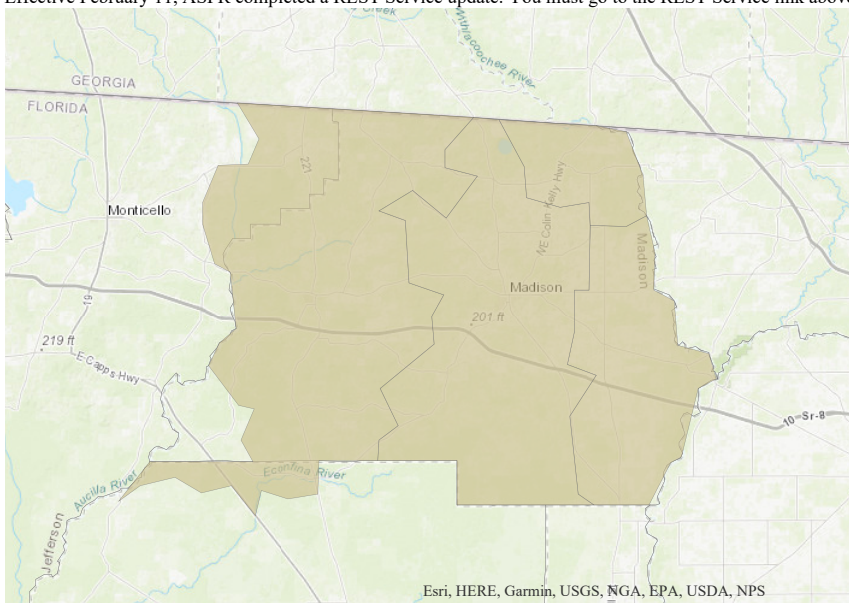 Effective February 11, ASPR completed a REST Service update. You must go to the REST Service link above
Creek
Withlacoochee River
GEORGIA
FLORIDA
221
NE Colin Kelly Hwy
Monticello
Madison
Madison
19
201 ft
219 ft
E Capps Hwy
10
Sr-8
Econfina River
Aucilla River
Jefferson
Esri, HERE, Garmin, USGS, NGA, EPA, USDA, NPS